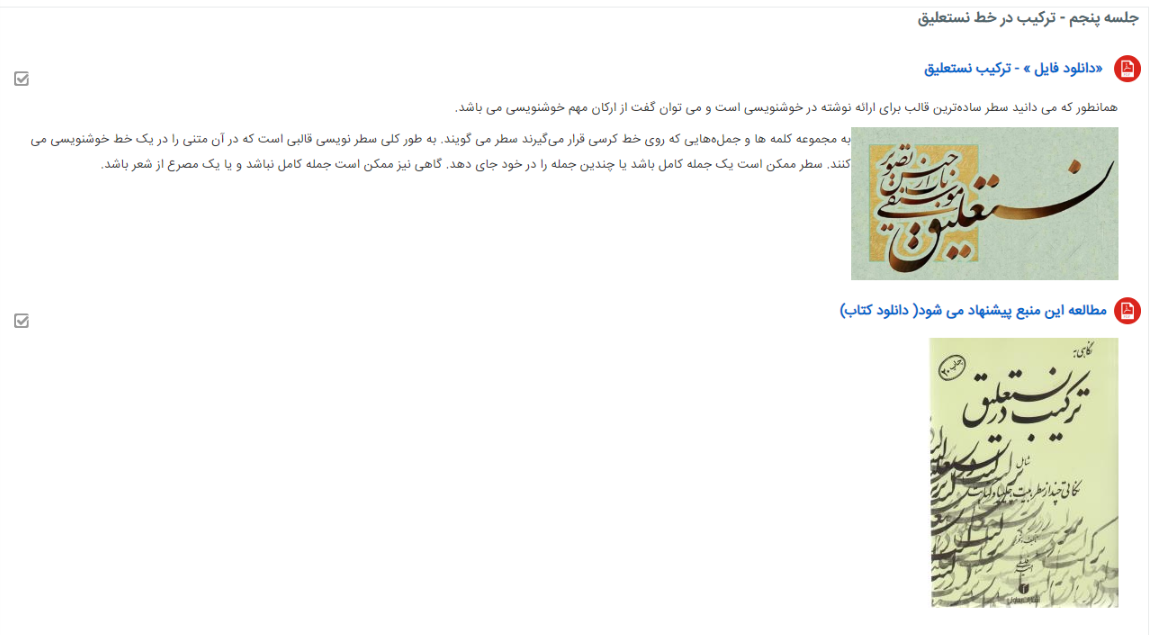 جلسه پنجم - ترکیب در خط نستعلیق
«دانلود فایل » - ترکیب نستعلیق
همانطور که می دانید سطر ساده‌ترین قالب برای ارائه نوشته در خوشنویسی است و می توان گفت از ارکان مهم خوشنویسی می باشد.
به مجموعه کلمه ها و جمله‌هایی که روی خط کرسی قرار می‌گیرند سطر می گویند. به طور کلی سطر نویسی قالبی است که در آن متنی را در یک خط خوشنویسی می
کنند. سطر ممکن است یک جمله کامل باشد یا چندین جمله را در خود جای دهد. گاهی نیز ممکن است جمله کامل نباشد و یا یک مصرع از شعر باشد.
نستعلیق
مطالعه این منبع پیشنهاد می شود( دانلود کتاب)
نگاهی به
چاپ ۲۰
ترکیب در نستعلیق
شامل